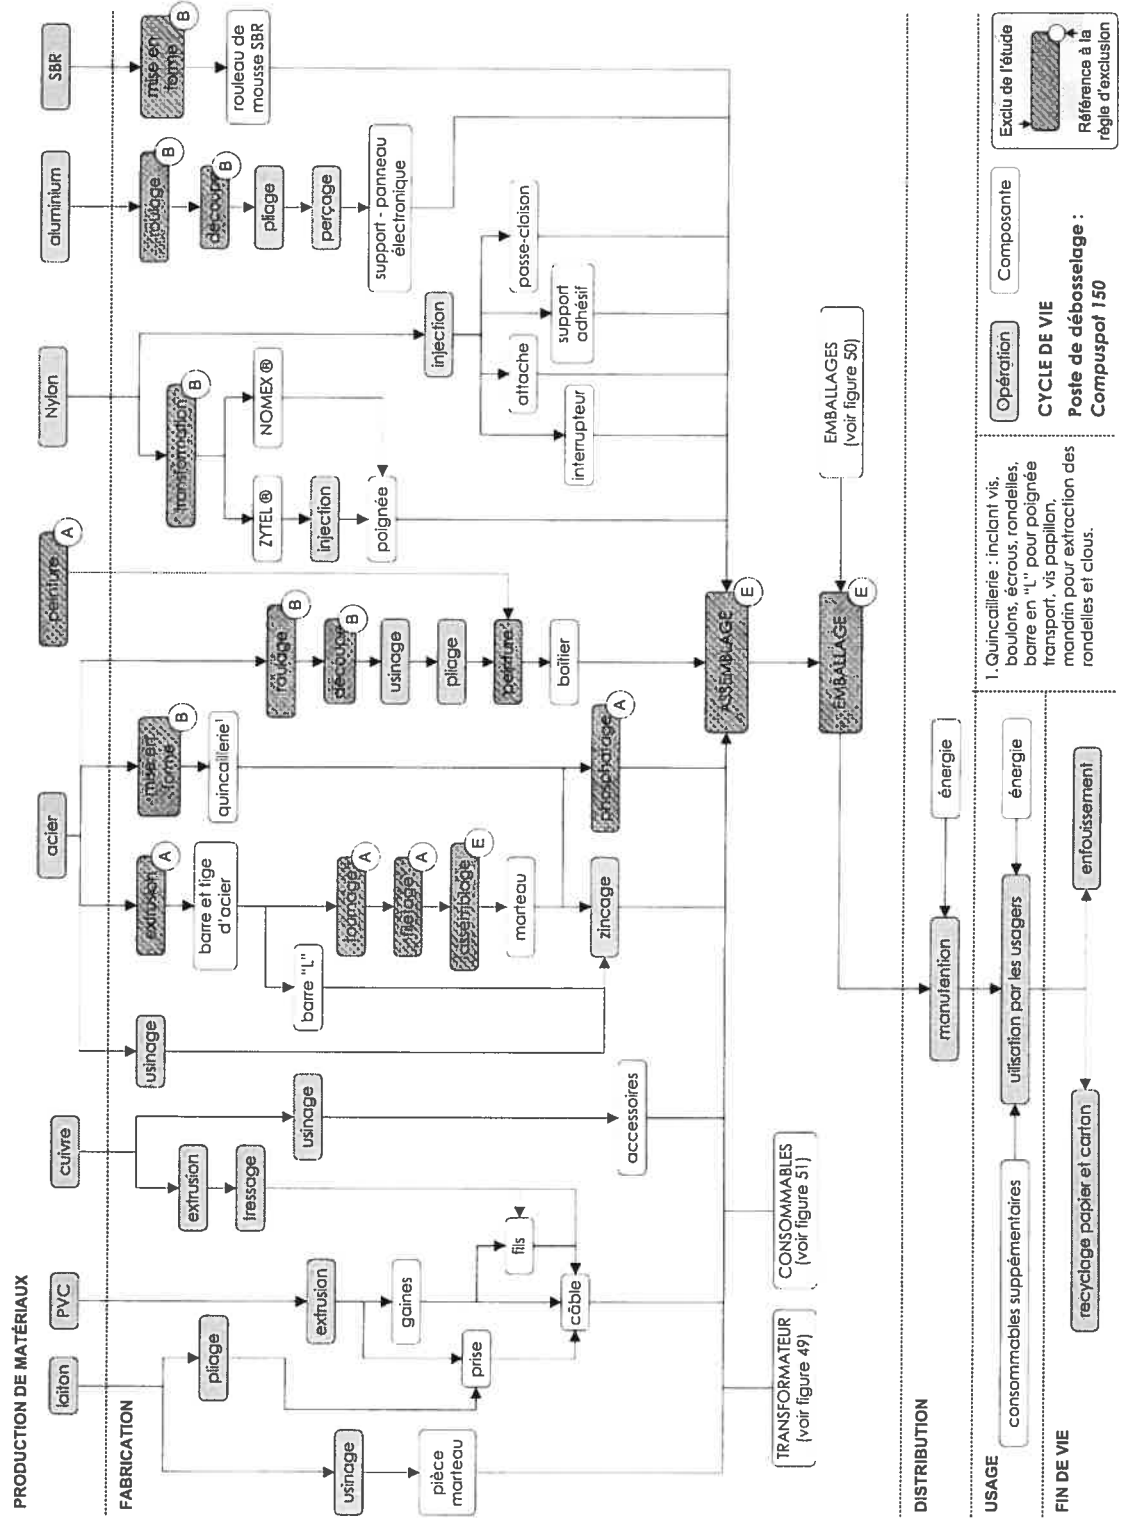 PRODUCTION DE MATÉRIAUX
laiton
PVC
cuivre
acier
peinture
A
Nylon
aluminium
SBR
FABRICATION
usinage
pièce
marteau
pliage
prise
extrusion
gaines
câble
fils
extrusion
tressage
usinage
accessoires
usinage
extrusion
A
barre et tige
d'acier
barre "L"
tournage
A
filetage
A
assemblage
E
marteau
zincage
mise en
forme
B
quincaillerie¹
phosphatage
A
roulage
B
découpe
B
usinage
pliage
peinture
boîtier
transformation
B
ZYTEL ®
NOMEX ®
injection
poignée
injection
interrupteur
attache
support
adhésif
passe-cloison
roulage
B
découpe
B
pliage
perçage
support - panneau
électronique
mise en
forme
B
rouleau de
mousse SBR
TRANSFORMATEUR
(voir figure 49)
CONSOMMABLES
(voir figure 51)
ASSEMBLAGE
E
EMBALLAGE
E
EMBALLAGES
(voir figure 50)
DISTRIBUTION
manutention
énergie
USAGE
consommables suppémentaires
utilisation par les usagers
énergie
FIN DE VIE
recyclage papier et carton
enfouissement
1. Quincaillerie : inclant vis,
boulons, écrous, rondelles,
barre en "L" pour poignée
transport, vis papillon,
mandrin pour extraction des
rondelles et clous.
Opération
Composante
CYCLE DE VIE
Poste de débosselage :
Compuspot 150
Exclu de l'étude
Référence à la
règle d'exclusion